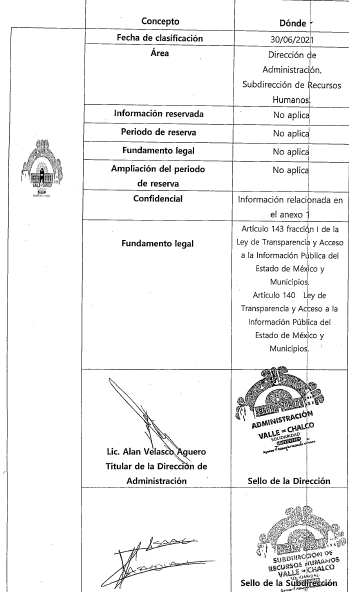 Concepto Dónde
Fecha de clasificación 30/06/2021
Área Dirección de
Administración.
Subdirección de Recursos
Humanos.
Información reservada No aplica
Periodo de reserva No aplica
Fundamento legal No aplica
Ampliación del periodo No aplica
de reserva
Confidencial Información relacionada en
el anexo 1
Fundamento legal
Artículo 143 fracción I de la
Ley de Transparencia y Acceso
a la Información Pública del
Estado de México y
Municipios.
Artículo 140 Ley de
Transparencia y Acceso a la
Información Pública del
Estado de México y
Municipios.
ADMINISTRACIÓN
VALLE DE CHALCO
SOLIDARIDAD
Lic. Alan Velasco Aguero
Titular de la Dirección de
Administración
Sello de la Dirección
SUBDIRECCIÓN DE
RECURSOS HUMANOS
VALLE DE CHALCO
Sello de la Subdirección